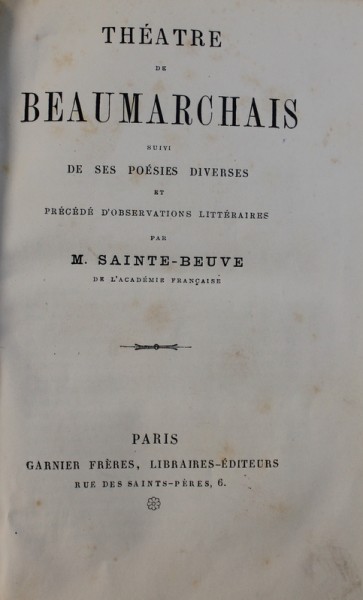 THÉATRE
DE
BEAUMARCHAIS
SUIVI
DE SES POÉSIES DIVERSES
ET
PRÉCÉDÉ D'OBSERVATIONS LITTÉRAIRES
PAR
M. SAINTE-BEUVE
DE L'ACADÉMIE FRANÇAISE
PARIS
GARNIER FRÈRES, LIBRAIRES-ÉDITEURS
RUE DES SAINTS-PÈRES, 6.